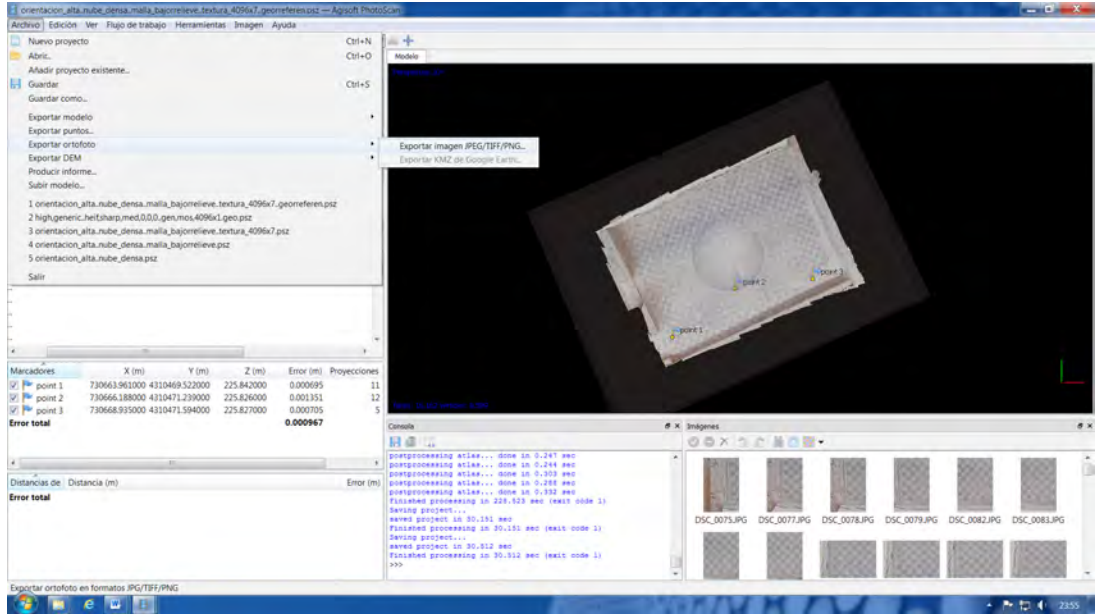 orientacion_alta..nube_densa..malla_bajorrelieve..textura_4096x7..georreferen.psz — Agisoft PhotoScan
Archivo Edición Ver Flujo de trabajo Herramientas Imagen Ayuda
Nuevo proyecto Ctrl+N
Abrir... Ctrl+O
Añadir proyecto existente...
Guardar Ctrl+S
Guardar como...
Exportar modelo
Exportar puntos...
Exportar ortofoto
Exportar DEM
Producir informe...
Subir modelo...
1 orientacion_alta..nube_densa..malla_bajorrelieve..textura_4096x7..georreferen.psz
2 high,generic..heif,sharp,med,0,0,0..gen,mos,4096x1.geo.psz
3 orientacion_alta..nube_densa..malla_bajorrelieve..textura_4096x7.psz
4 orientacion_alta..nube_densa..malla_bajorrelieve.psz
5 orientacion_alta..nube_densa.psz
Salir
Exportar imagen JPEG/TIFF/PNG...
Exportar KMZ de Google Earth...
Modelo
point 3
point 2
point 1
Marcadores X (m) Y (m) Z (m) Error (m) Proyecciones
point 1 730663.961000 4310469.522000 225.842000 0.000695 11
point 2 730666.188000 4310471.239000 225.826000 0.001351 12
point 3 730668.935000 4310471.594000 225.827000 0.000705 5
Error total 0.000967
Distancias de Distancia (m) Error (m)
Error total
Consola
postprocessing atlas... done in 0.247 sec
postprocessing atlas... done in 0.244 sec
postprocessing atlas... done in 0.303 sec
postprocessing atlas... done in 0.288 sec
postprocessing atlas... done in 0.332 sec
Finished processing in 228.523 sec (exit code 1)
Saving project...
saved project in 30.151 sec
Finished processing in 30.151 sec (exit code 1)
Saving project...
saved project in 30.512 sec
Finished processing in 30.512 sec (exit code 1)
>>>
Imágenes
DSC_0075.JPG DSC_0077.JPG DSC_0078.JPG DSC_0079.JPG DSC_0082.JPG DSC_0083.JPG
Exportar ortofoto en formatos JPG/TIFF/PNG
23:55